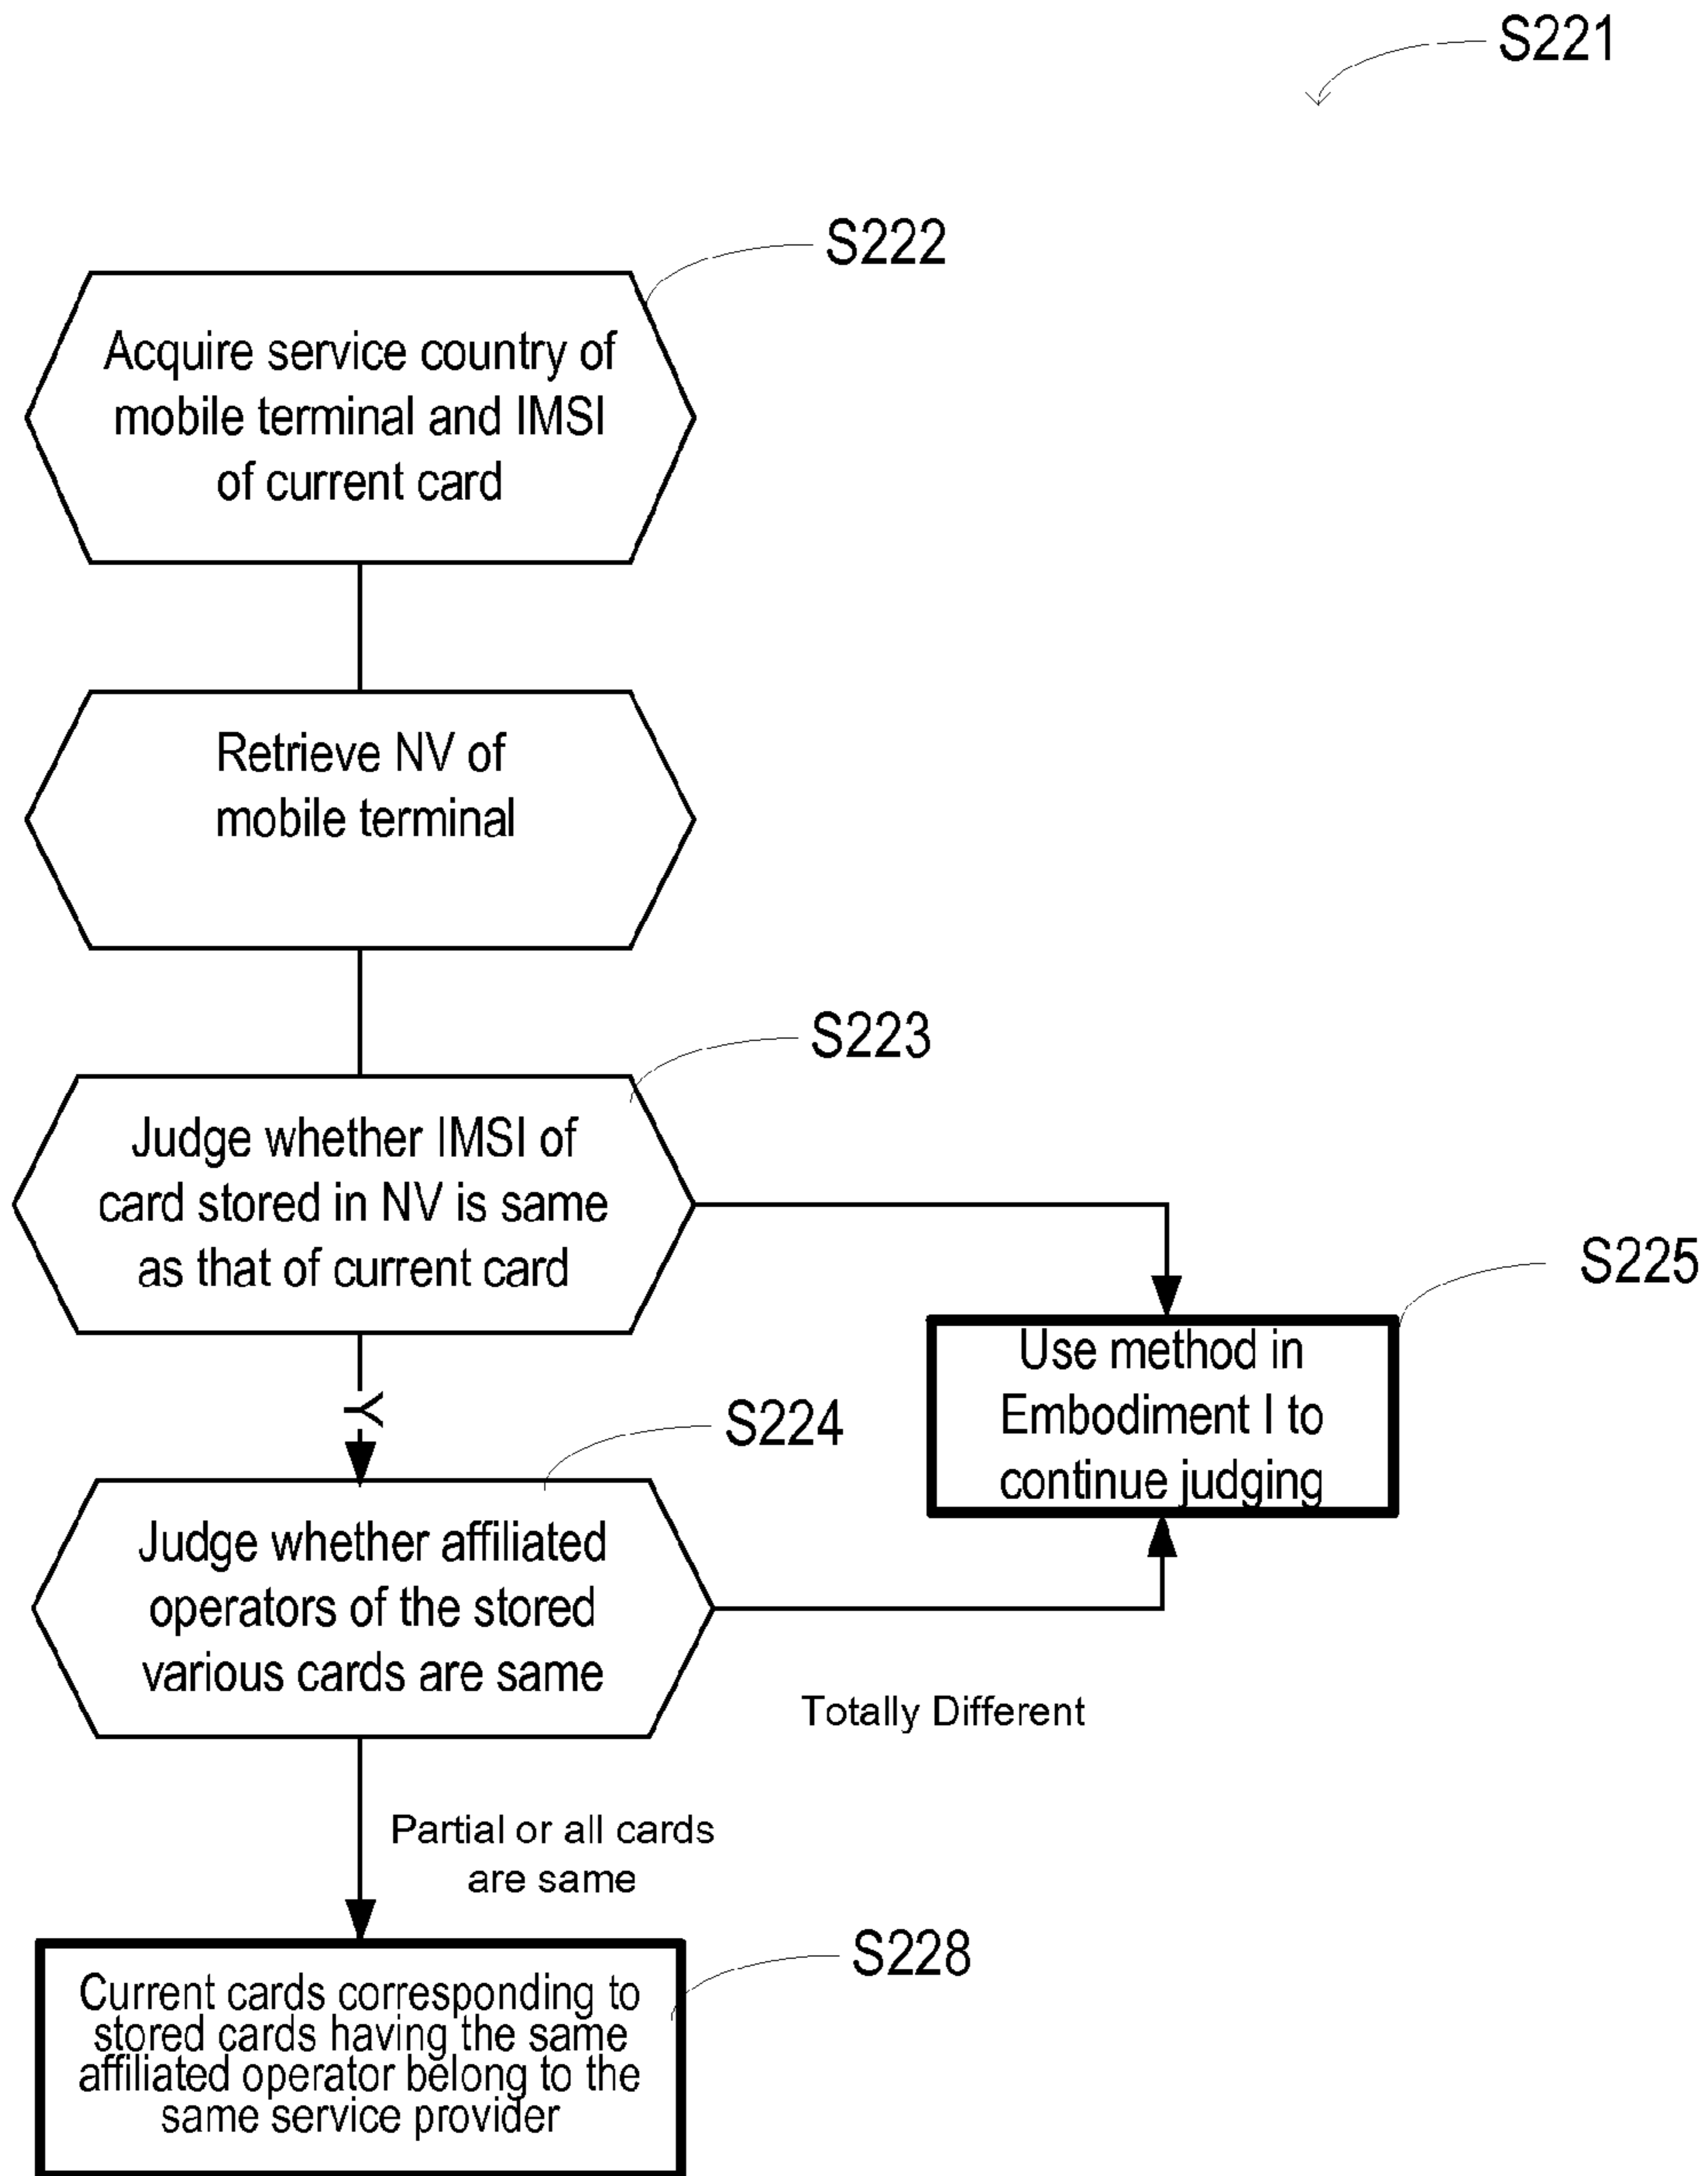 S221
S222
Acquire service country of
mobile terminal and IMSI
of current card
Retrieve NV of
mobile terminal
S223
Judge whether IMSI of
card stored in NV is same
as that of current card
S225
Use method in
Embodiment I to
continue judging
Y
S224
Judge whether affiliated
operators of the stored
various cards are same
Totally Different
Partial or all cards
are same
S228
Current cards corresponding to
stored cards having the same
affiliated operator belong to the
same service provider